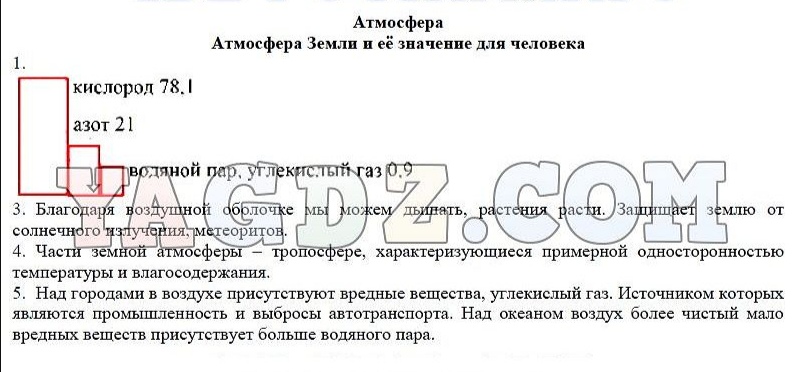 Атмосфера
Атмосфера Земли и её значение для человека
1.
кислород 78,1
азот 21
водяной пар, углекислый газ 0,9
YAGDZ.COM
3. Благодаря воздушной оболочке мы можем дышать, растения расти. Защищает землю от
солнечного излучения, метеоритов.
4. Части земной атмосферы – тропосфере, характеризующиеся примерной односторонностью
температуры и влагосодержания.
5. Над городами в воздухе присутствуют вредные вещества, углекислый газ. Источником которых
являются промышленность и выбросы автотранспорта. Над океаном воздух более чистый мало
вредных веществ присутствует больше водяного пара.